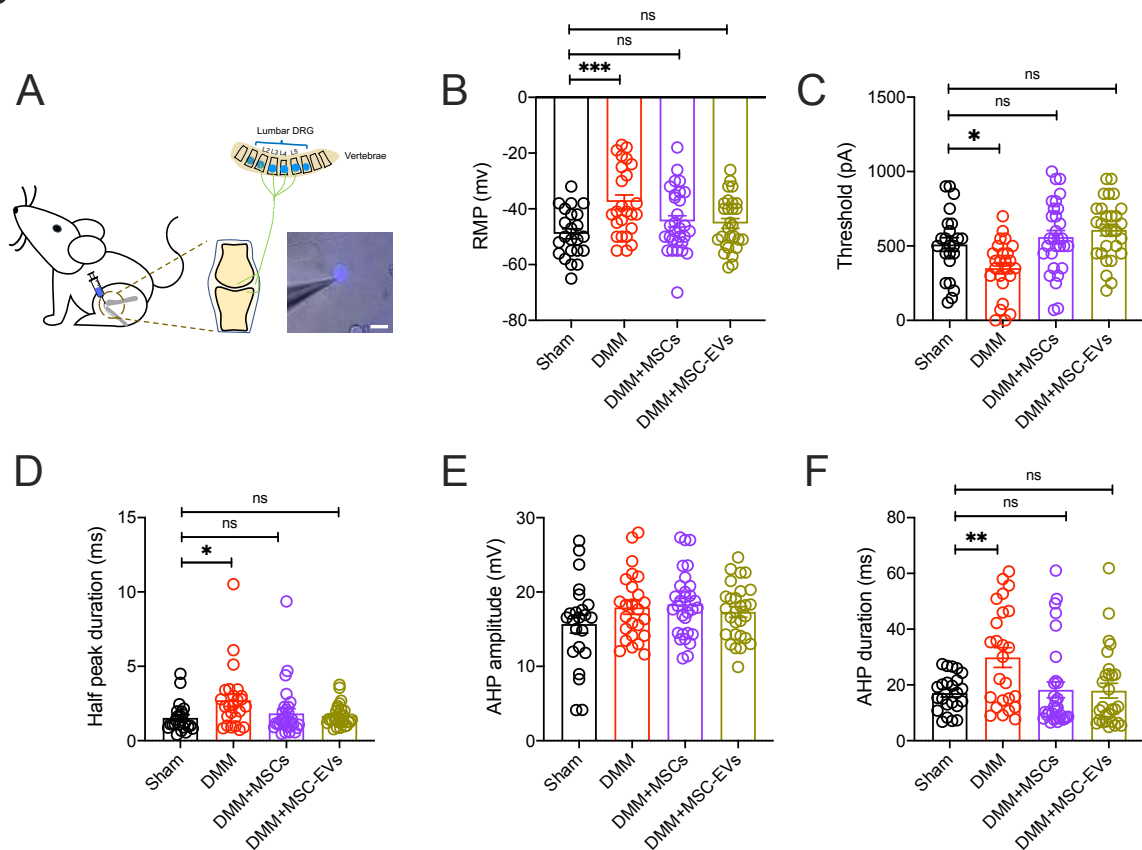 A
Lumbar DRG
L2 L3 L4 L5
Vertebrae
B
ns
ns
***
RMP (mv)
0
-20
-40
-60
-80
Sham
DMM
DMM+MSCs
DMM+MSC-EVs
C
ns
ns
*
Threshold (pA)
1500
1000
500
0
Sham
DMM
DMM+MSCs
DMM+MSC-EVs
D
ns
ns
*
Half peak duration (ms)
15
10
5
0
Sham
DMM
DMM+MSCs
DMM+MSC-EVs
E
AHP amplitude (mV)
30
20
10
0
Sham
DMM
DMM+MSCs
DMM+MSC-EVs
F
ns
ns
**
AHP duration (ms)
80
60
40
20
0
Sham
DMM
DMM+MSCs
DMM+MSC-EVs